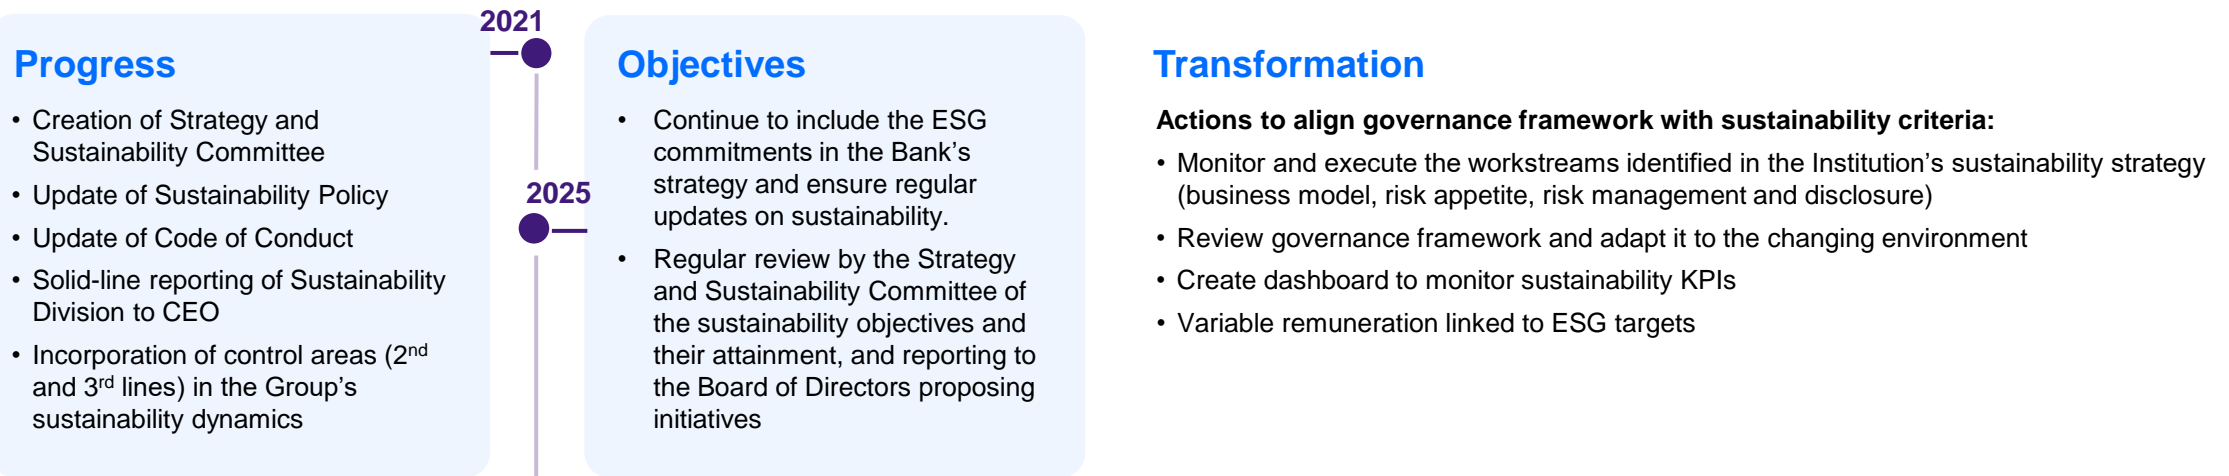 2021
Progress
• Creation of Strategy and
Sustainability Committee
• Update of Sustainability Policy
• Update of Code of Conduct
• Solid-line reporting of Sustainability
Division to CEO
• Incorporation of control areas (2nd
and 3rd lines) in the Group’s
sustainability dynamics
2025
Objectives
• Continue to include the ESG
commitments in the Bank’s
strategy and ensure regular
updates on sustainability.
• Regular review by the Strategy
and Sustainability Committee of
the sustainability objectives and
their attainment, and reporting to
the Board of Directors proposing
initiatives
Transformation
Actions to align governance framework with sustainability criteria:
• Monitor and execute the workstreams identified in the Institution’s sustainability strategy
(business model, risk appetite, risk management and disclosure)
• Review governance framework and adapt it to the changing environment
• Create dashboard to monitor sustainability KPIs
• Variable remuneration linked to ESG targets